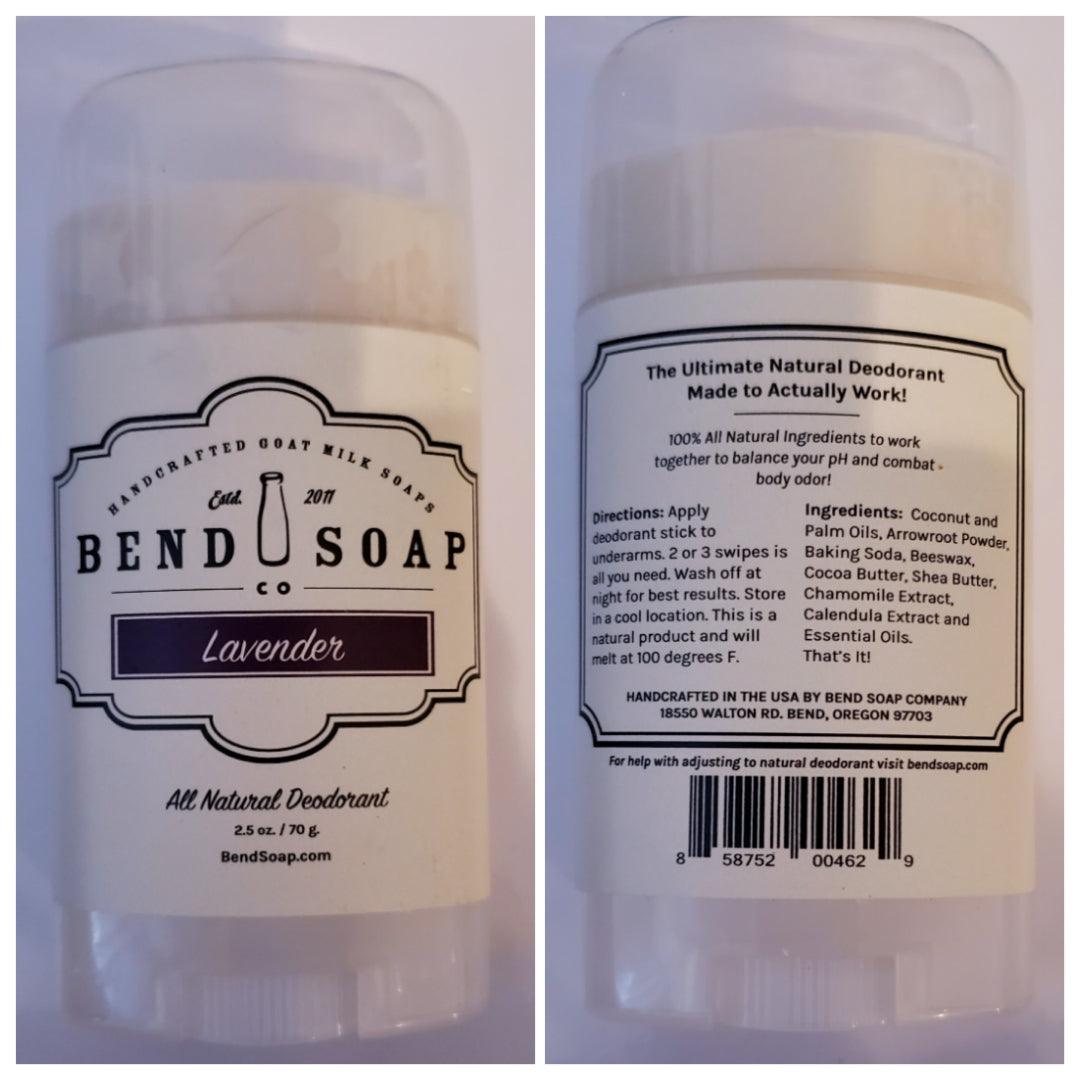 HANDCRAFTED GOAT MILK SOAPS
Estd. 2011
BEND SOAP
CO
Lavender
All Natural Deodorant
2.5 oz. / 70 g.
BendSoap.com
The Ultimate Natural Deodorant
Made to Actually Work!
100% All Natural Ingredients to work
together to balance your pH and combat
body odor!
Directions: Apply
deodorant stick to
underarms. 2 or 3 swipes is
all you need. Wash off at
night for best results. Store
in a cool location. This is a
natural product and will
melt at 100 degrees F.
Ingredients: Coconut and
Palm Oils, Arrowroot Powder,
Baking Soda, Beeswax,
Cocoa Butter, Shea Butter,
Chamomile Extract,
Calendula Extract and
Essential Oils.
That's It!
HANDCRAFTED IN THE USA BY BEND SOAP COMPANY
18550 WALTON RD. BEND, OREGON 97703
For help with adjusting to natural deodorant visit bendsoap.com
8 58752 00462 9